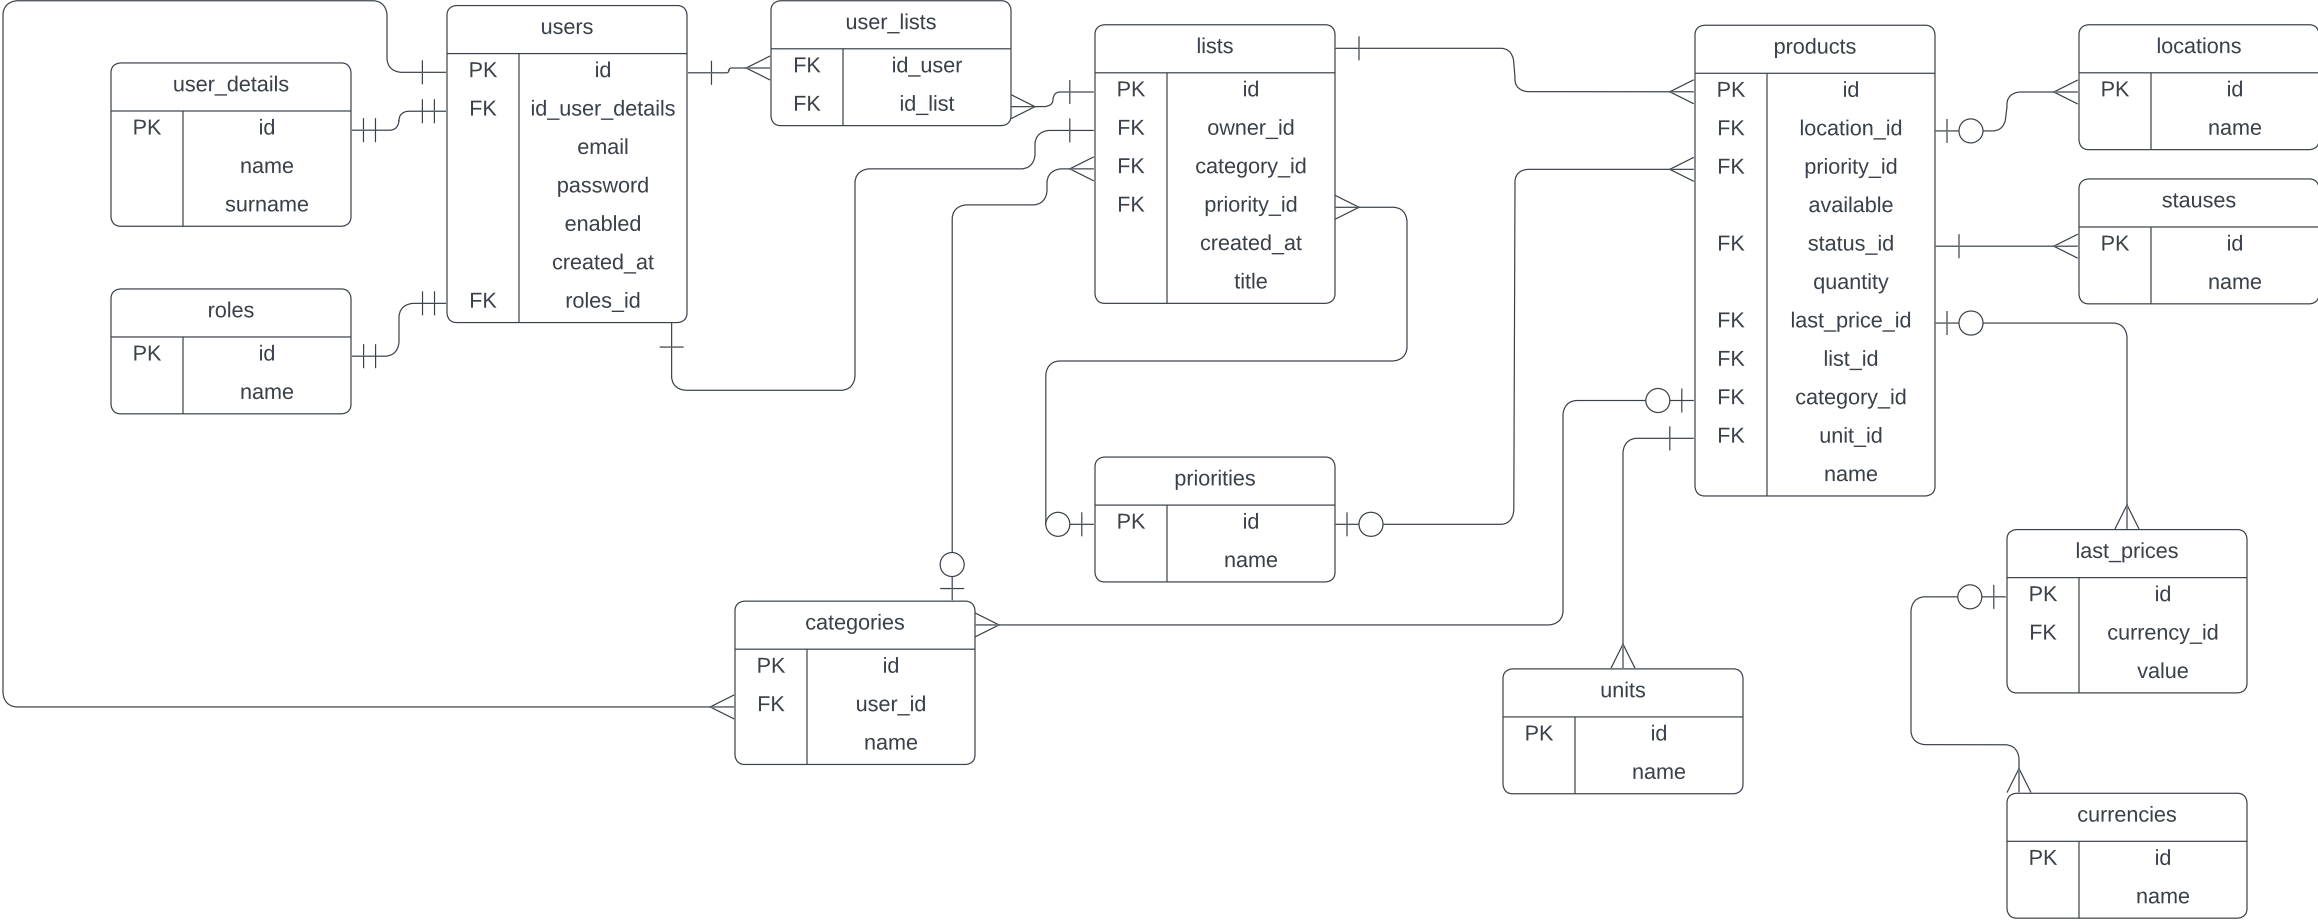 users
PK id
FK id_user_details
email
password
enabled
created_at
FK roles_id
user_details
PK id
name
surname
roles
PK id
name
user_lists
FK id_user
FK id_list
lists
PK id
FK owner_id
FK category_id
FK priority_id
created_at
title
priorities
PK id
name
categories
PK id
FK user_id
name
products
PK id
FK location_id
FK priority_id
available
FK status_id
quantity
FK last_price_id
FK list_id
FK category_id
FK unit_id
name
units
PK id
name
locations
PK id
name
stauses
PK id
name
last_prices
PK id
FK currency_id
value
currencies
PK id
name